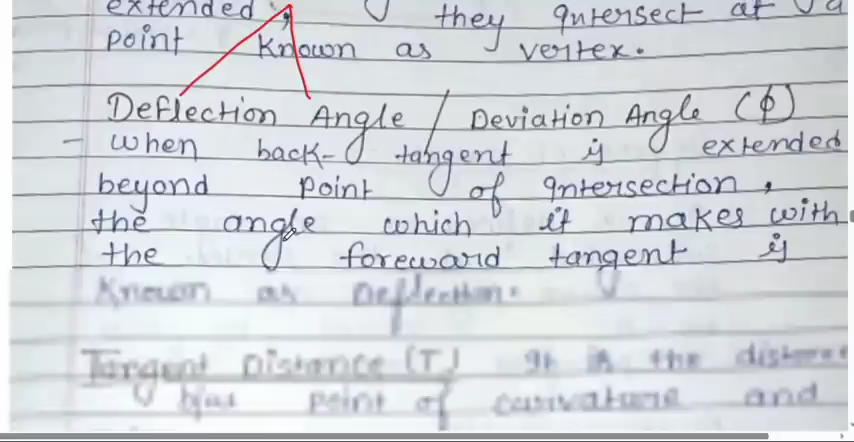 extended, they intersect at a
point known as vertex.
Deflection Angle / Deviation Angle (ϕ)
- when back-tangent is extended
beyond point of intersection,
the angle which it makes with
the foreward tangent is
Known as Deflection.
Tangent Distance (T) It is the distance
b/w point of curvature and